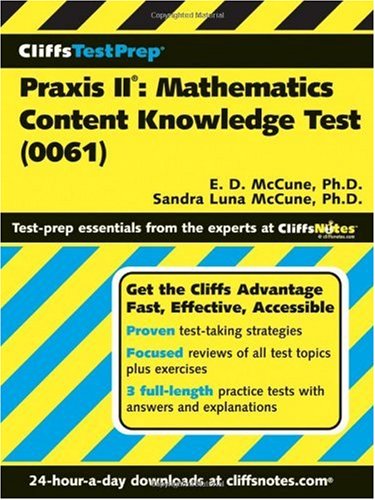 CliffsTestPrep®
Praxis II®: Mathematics
Content Knowledge Test
(0061)
E. D. McCune, Ph.D.
Sandra Luna McCune, Ph.D.
Test-prep essentials from the experts at CliffsNotes™
© cliffsnotes.com
Get the Cliffs Advantage
Fast, Effective, Accessible
Proven test-taking strategies
Focused reviews of all test topics
plus exercises
3 full-length practice tests with
answers and explanations
24-hour-a-day downloads at cliffsnotes.com®